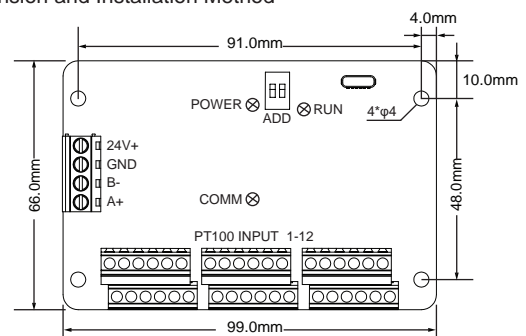 nsion and Installation Method
4.0mm
91.0mm
10.0mm
POWER
ADD
RUN
4*φ4
24V+
GND
B-
A+
66.0mm
48.0mm
COMM
PT100 INPUT 1-12
99.0mm